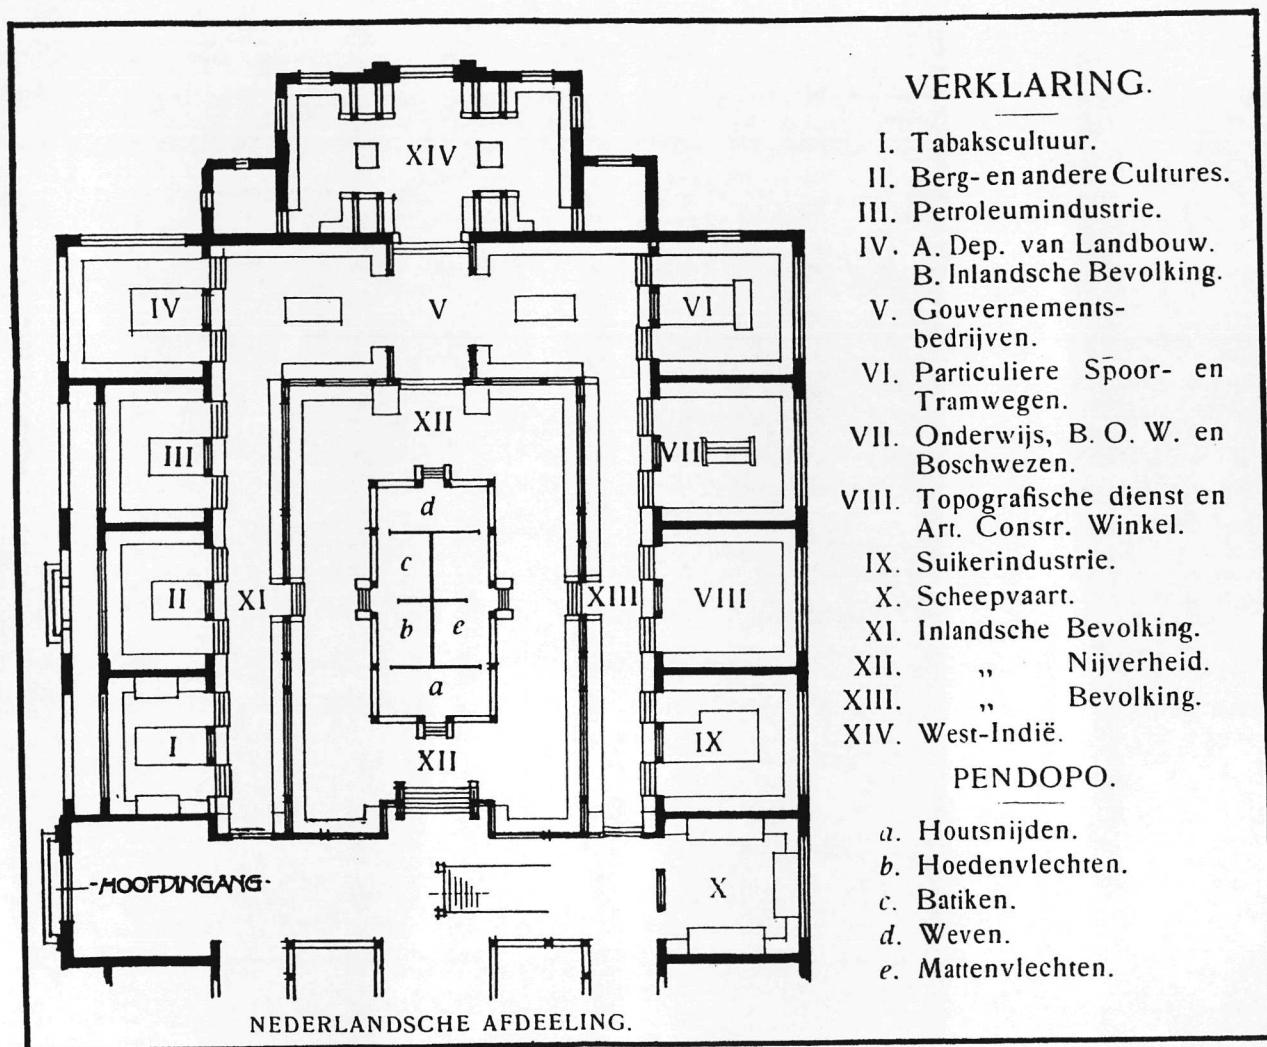 VERKLARING.
I. Tabakscultuur.
II. Berg- en andere Cultures.
III. Petroleumindustrie.
IV. A. Dep. van Landbouw.
B. Inlandsche Bevolking.
V. Gouvernements-
bedrijven.
VI. Particuliere Spoor- en
Tramwegen.
VII. Onderwijs, B. O. W. en
Boschwezen.
VIII. Topografische dienst en
Art. Constr. Winkel.
IX. Suikerindustrie.
X. Scheepvaart.
XI. Inlandsche Bevolking.
XII. „ Nijverheid.
XIII. „ Bevolking.
XIV. West-Indië.
PENDOPO.
a. Houtsnijden.
b. Hoedenvlechten.
c. Batiken.
d. Weven.
e. Mattenvlechten.
XIV
IV
V
VI
XII
III
VII
d
c
II
XI
b
e
XIII
VIII
a
I
XII
IX
-HOOFDINGANG-
X
NEDERLANDSCHE AFDEELING.